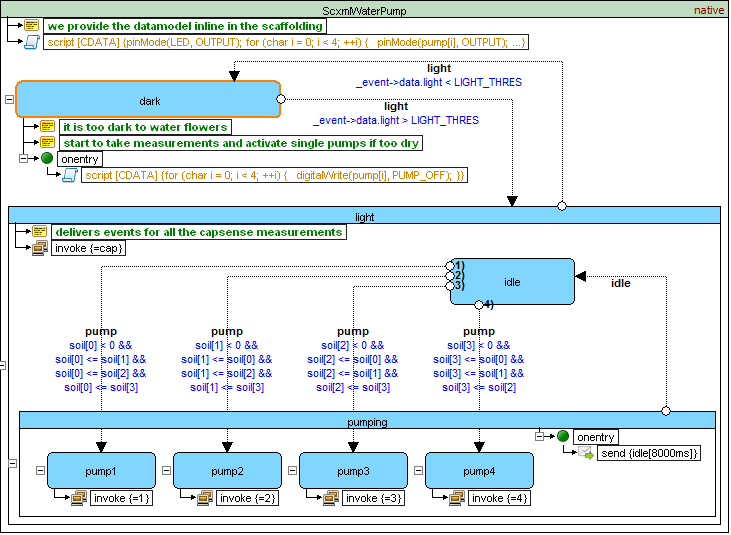 ScxmlWaterPump
native
we provide the datamodel inline in the scaffolding
script [CDATA] {pinMode(LED, OUTPUT); for (char i = 0; i < 4; ++i) { pinMode(pump[i], OUTPUT); ...}
light
_event->data.light < LIGHT_THRES
dark
light
_event->data.light > LIGHT_THRES
it is too dark to water flowers
start to take measurements and activate single pumps if too dry
onentry
script [CDATA] {for (char i = 0; i < 4; ++i) { digitalWrite(pump[i], PUMP_OFF); }}
light
delivers events for all the capsense measurements
invoke {=cap}
1)
2)
3)
4)
idle
idle
pump
soil[0] < 0 &&
soil[0] <= soil[1] &&
soil[0] <= soil[2] &&
soil[0] <= soil[3]
pump
soil[1] < 0 &&
soil[1] <= soil[0] &&
soil[1] <= soil[2] &&
soil[1] <= soil[3]
pump
soil[2] < 0 &&
soil[2] <= soil[0] &&
soil[2] <= soil[1] &&
soil[2] <= soil[3]
pump
soil[3] < 0 &&
soil[3] <= soil[0] &&
soil[3] <= soil[1] &&
soil[3] <= soil[2]
pumping
onentry
send {idle[8000ms]}
pump1
pump2
pump3
pump4
invoke {=1}
invoke {=2}
invoke {=3}
invoke {=4}